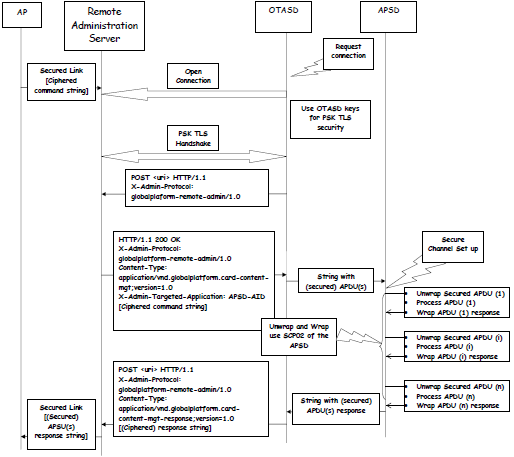 AP
Remote
Administration
Server
OTASD
APSD
Request
connection
Secured Link
[Ciphered
command string]
Open
Connection
Use OTASD keys
for PSK TLS
security
PSK TLS
Handshake
POST <uri> HTTP/1.1
X-Admin-Protocol:
globalplatform-remote-admin/1.0
HTTP/1.1 200 OK
X-Admin-Protocol:
globalplatform-remote-admin/1.0
Content-Type:
application/vnd.globalplatform.card-content-
mgt;version=1.0
X-Admin-Targeted-Application: APSD-AID
[Ciphered command string]
Secure
Channel Set up
String with
(secured) APDU(s)
• Unwrap Secured APDU (1)
• Process APDU (1)
• Wrap APDU (1) response
Unwrap and Wrap
use SCP02 of the
APSD
• Unwrap Secured APDU (i)
• Process APDU (i)
• Wrap APDU (i) response
POST <uri> HTTP/1.1
X-Admin-Protocol:
globalplatform-remote-admin/1.0
Content-Type:
application/vnd.globalplatform.card-
content-mgt-response;version=1.0
[(Ciphered) response string]
• Unwrap Secured APDU (n)
• Process APDU (n)
• Wrap APDU (n) response
String with (secured)
APDU(s) response
Secured Link
[(Secured)
APSU(s)
response string]